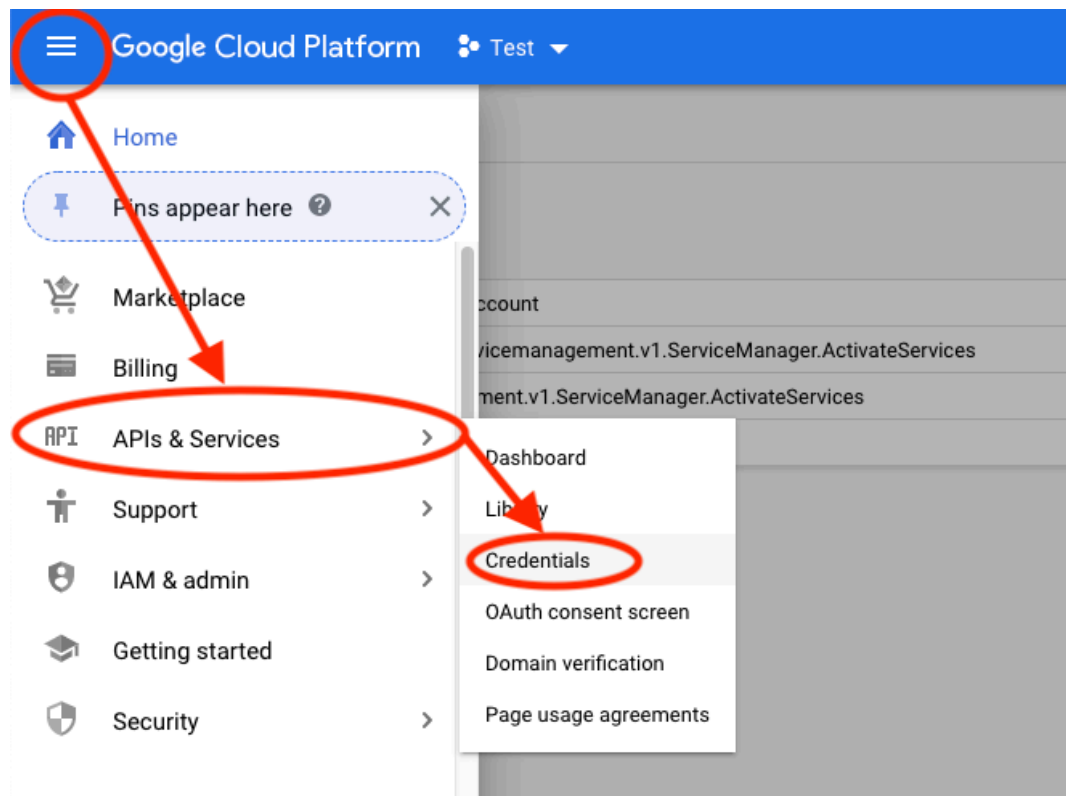 Google Cloud Platform Test
Home
Pins appear here
Marketplace
Billing
API APIs & Services
Support
IAM & admin
Getting started
Security
ccount
vicemanagement.v1.ServiceManager.ActivateServices
ment.v1.ServiceManager.ActivateServices
Dashboard
Library
Credentials
OAuth consent screen
Domain verification
Page usage agreements